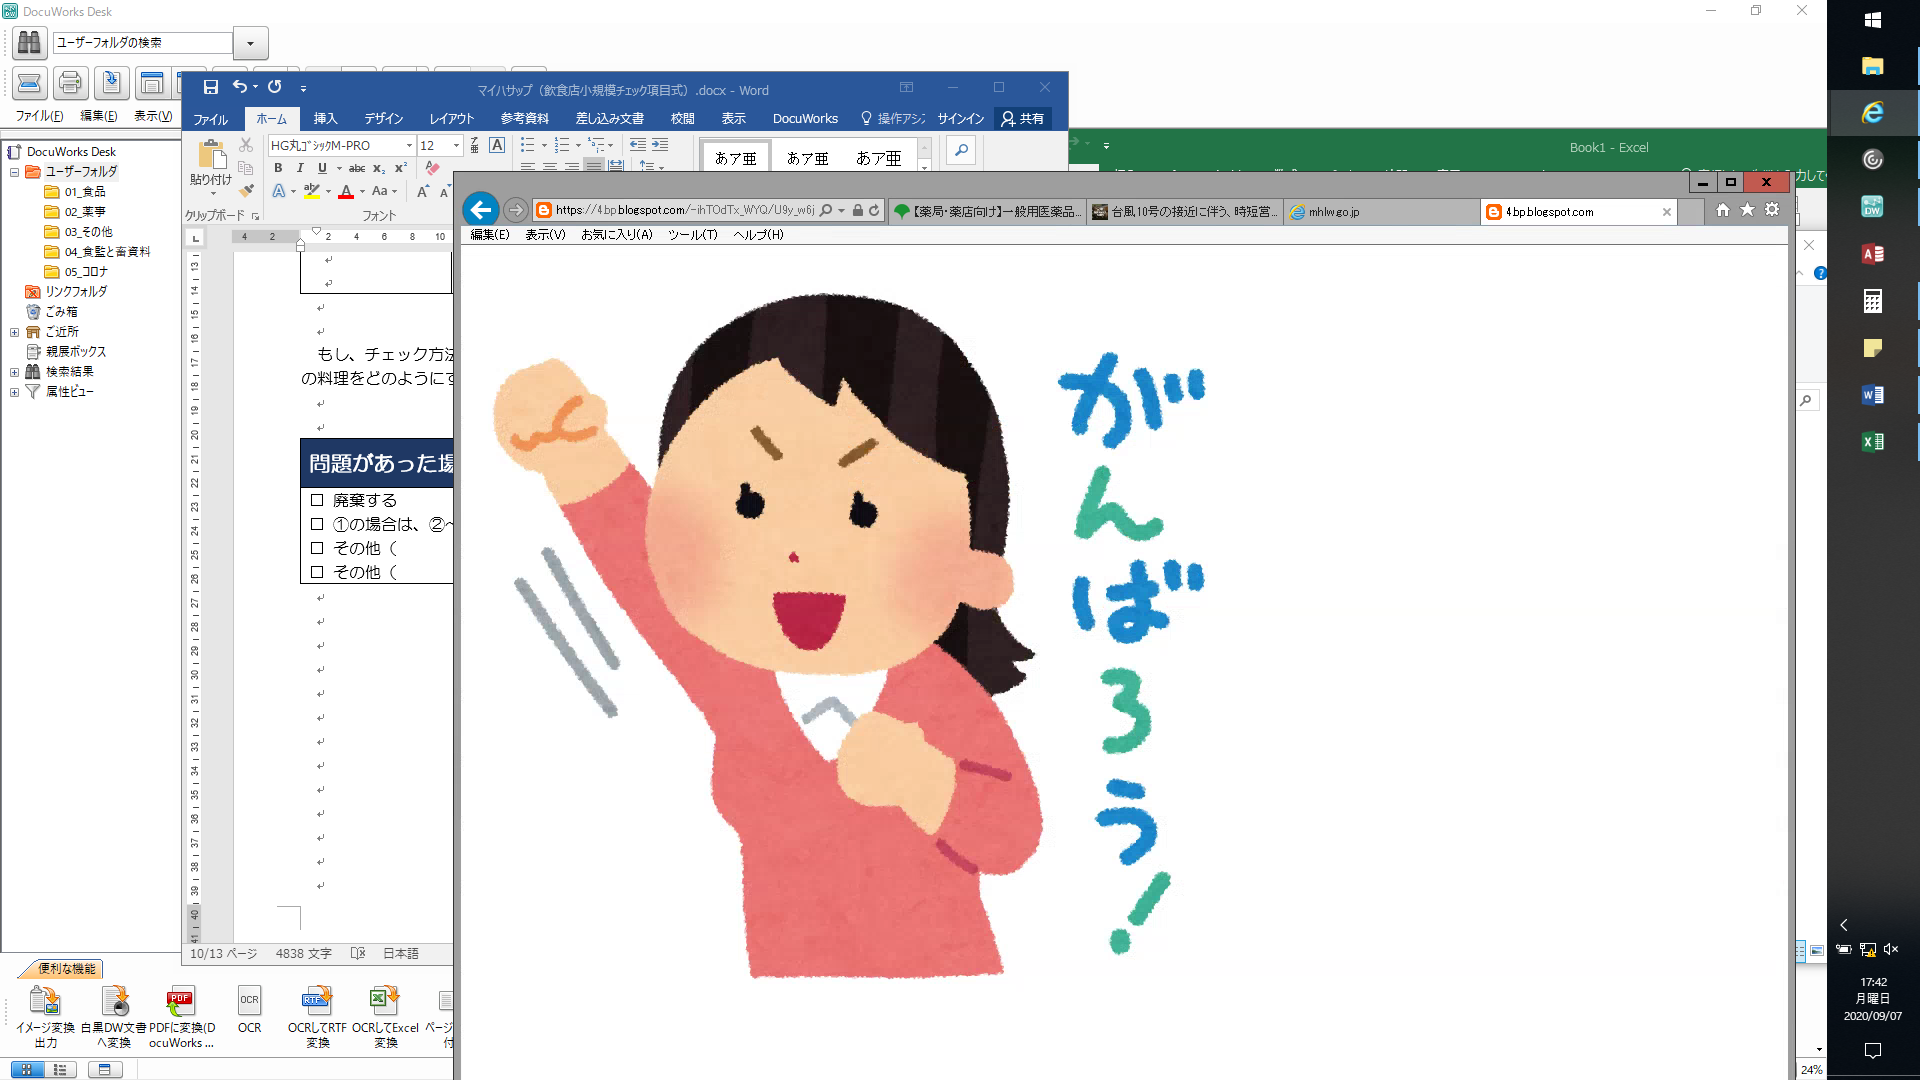 DocuWorks Desk
ユーザーフォルダの検索
ファイル(F) 編集(E) 表示(V)
DocuWorks Desk
ユーザーフォルダ
01_食品
02_薬事
03_その他
04_食監と畜資料
05_コロナ
リンクフォルダ
ごみ箱
ご近所
親展ボックス
検索結果
属性ビュー
便利な機能
イメージ変換出力
白黒DW文書へ変換
PDFに変換(DocuWorks ...
OCR
OCRしてRTF変換
OCRしてExcel変換
マイハサップ（飲食店小規模チェック項目式）.docx - Word
ファイル ホーム 挿入 デザイン レイアウト 参考資料 差し込み文書 校閲 表示 DocuWorks 操作アシ サインイン 共有
貼り付け
クリップボード
HG丸ｺﾞｼｯｸM-PRO 12
フォント
あア亜 あア亜 あア亜
もし、チェック方法
の料理をどのようにす
問題があった場
□ 廃棄する
□ ①の場合は、②～
□ その他（
□ その他（
10/13 ページ 4838 文字 日本語
Book1 - Excel
https://4.bp.blogspot.com/-ihTOdTx_WYQ/U9y_w6j
【薬局・薬店向け】一般用医薬品...
台風10号の接近に伴う、時短営...
mhlw.go.jp
4.bp.blogspot.com
編集(E) 表示(V) お気に入り(A) ツール(T) ヘルプ(H)
がんばろう!
24%
17:42
月曜日
2020/09/07